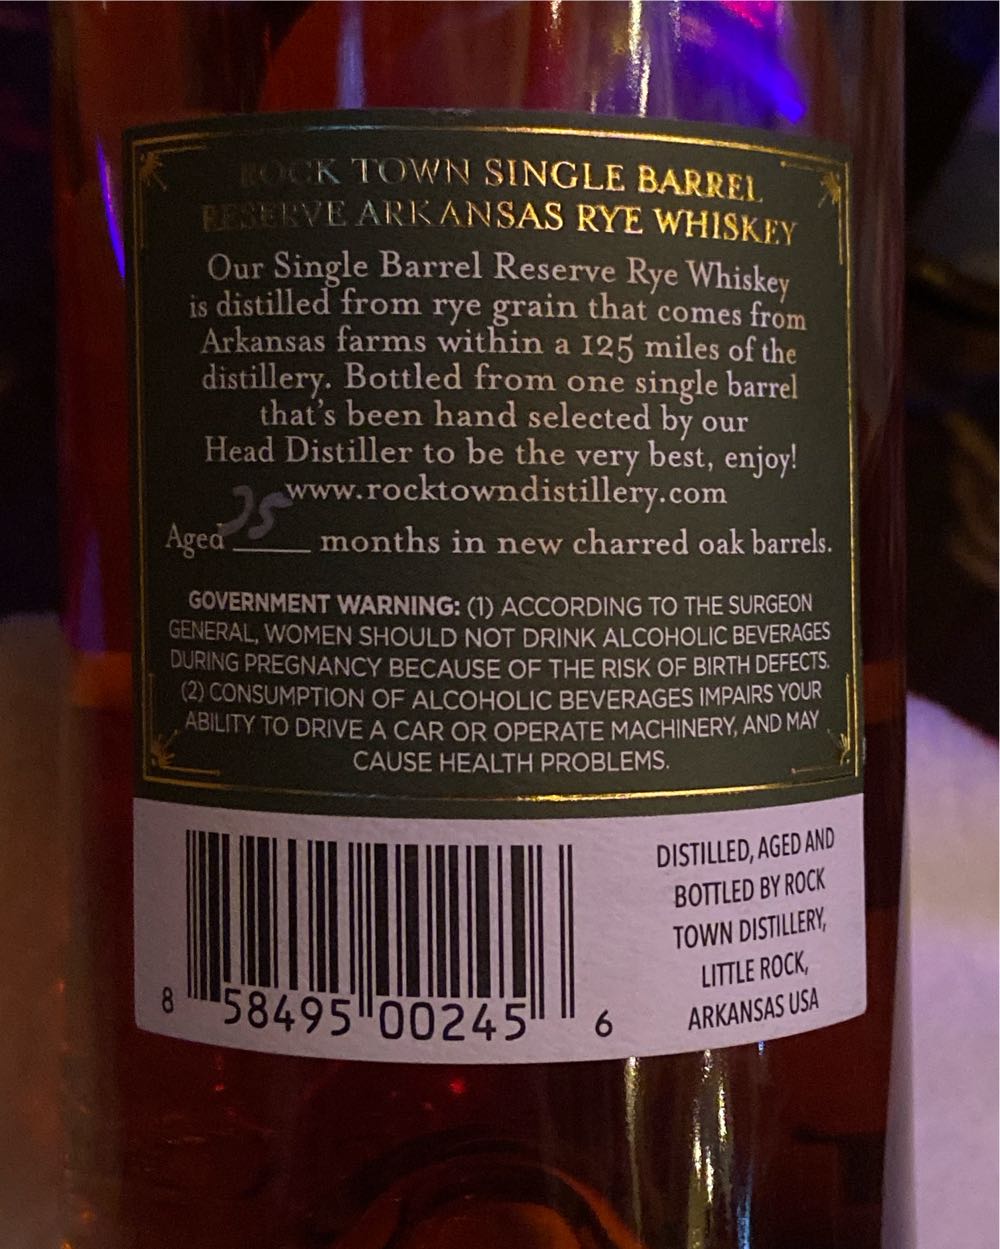 ROCK TOWN SINGLE BARREL
RESERVE ARKANSAS RYE WHISKEY
Our Single Barrel Reserve Rye Whiskey
is distilled from rye grain that comes from
Arkansas farms within a 125 miles of the
distillery. Bottled from one single barrel
that's been hand selected by our
Head Distiller to be the very best, enjoy!
www.rocktowndistillery.com
Aged ____ months in new charred oak barrels.
GOVERNMENT WARNING: (1) ACCORDING TO THE SURGEON
GENERAL, WOMEN SHOULD NOT DRINK ALCOHOLIC BEVERAGES
DURING PREGNANCY BECAUSE OF THE RISK OF BIRTH DEFECTS.
(2) CONSUMPTION OF ALCOHOLIC BEVERAGES IMPAIRS YOUR
ABILITY TO DRIVE A CAR OR OPERATE MACHINERY, AND MAY
CAUSE HEALTH PROBLEMS.
8 58495 00245 6
DISTILLED, AGED AND
BOTTLED BY ROCK
TOWN DISTILLERY,
LITTLE ROCK,
ARKANSAS USA